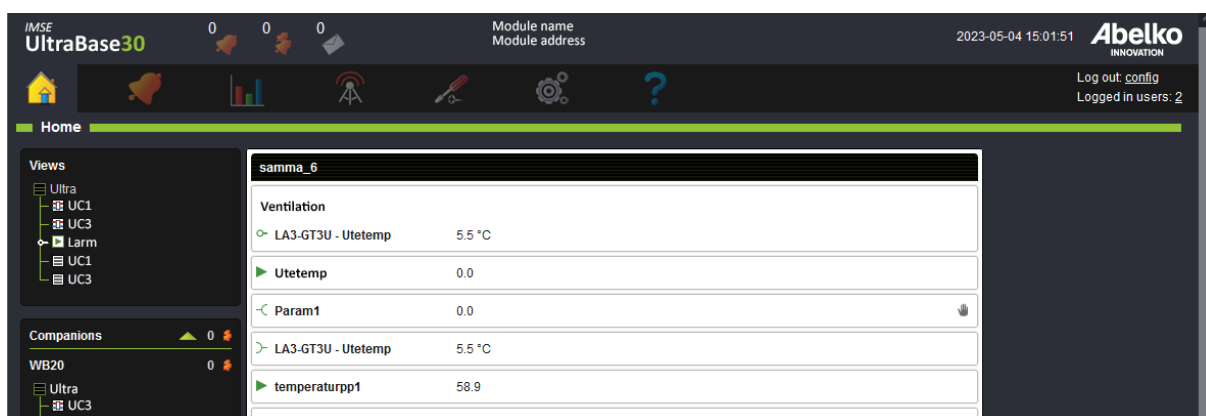 IMSE
UltraBase30
0
0
0
Module name
Module address
2023-05-04 15:01:51
Abelko
INNOVATION
Log out: config
Logged in users: 2
Home
Views
Ultra
UC1
UC3
Larm
UC1
UC3
Companions 0
WB20 0
Ultra
UC3
samma_6
Ventilation
LA3-GT3U - Utetemp 5.5 °C
Utetemp 0.0
Param1 0.0
LA3-GT3U - Utetemp 5.5 °C
temperaturpp1 58.9